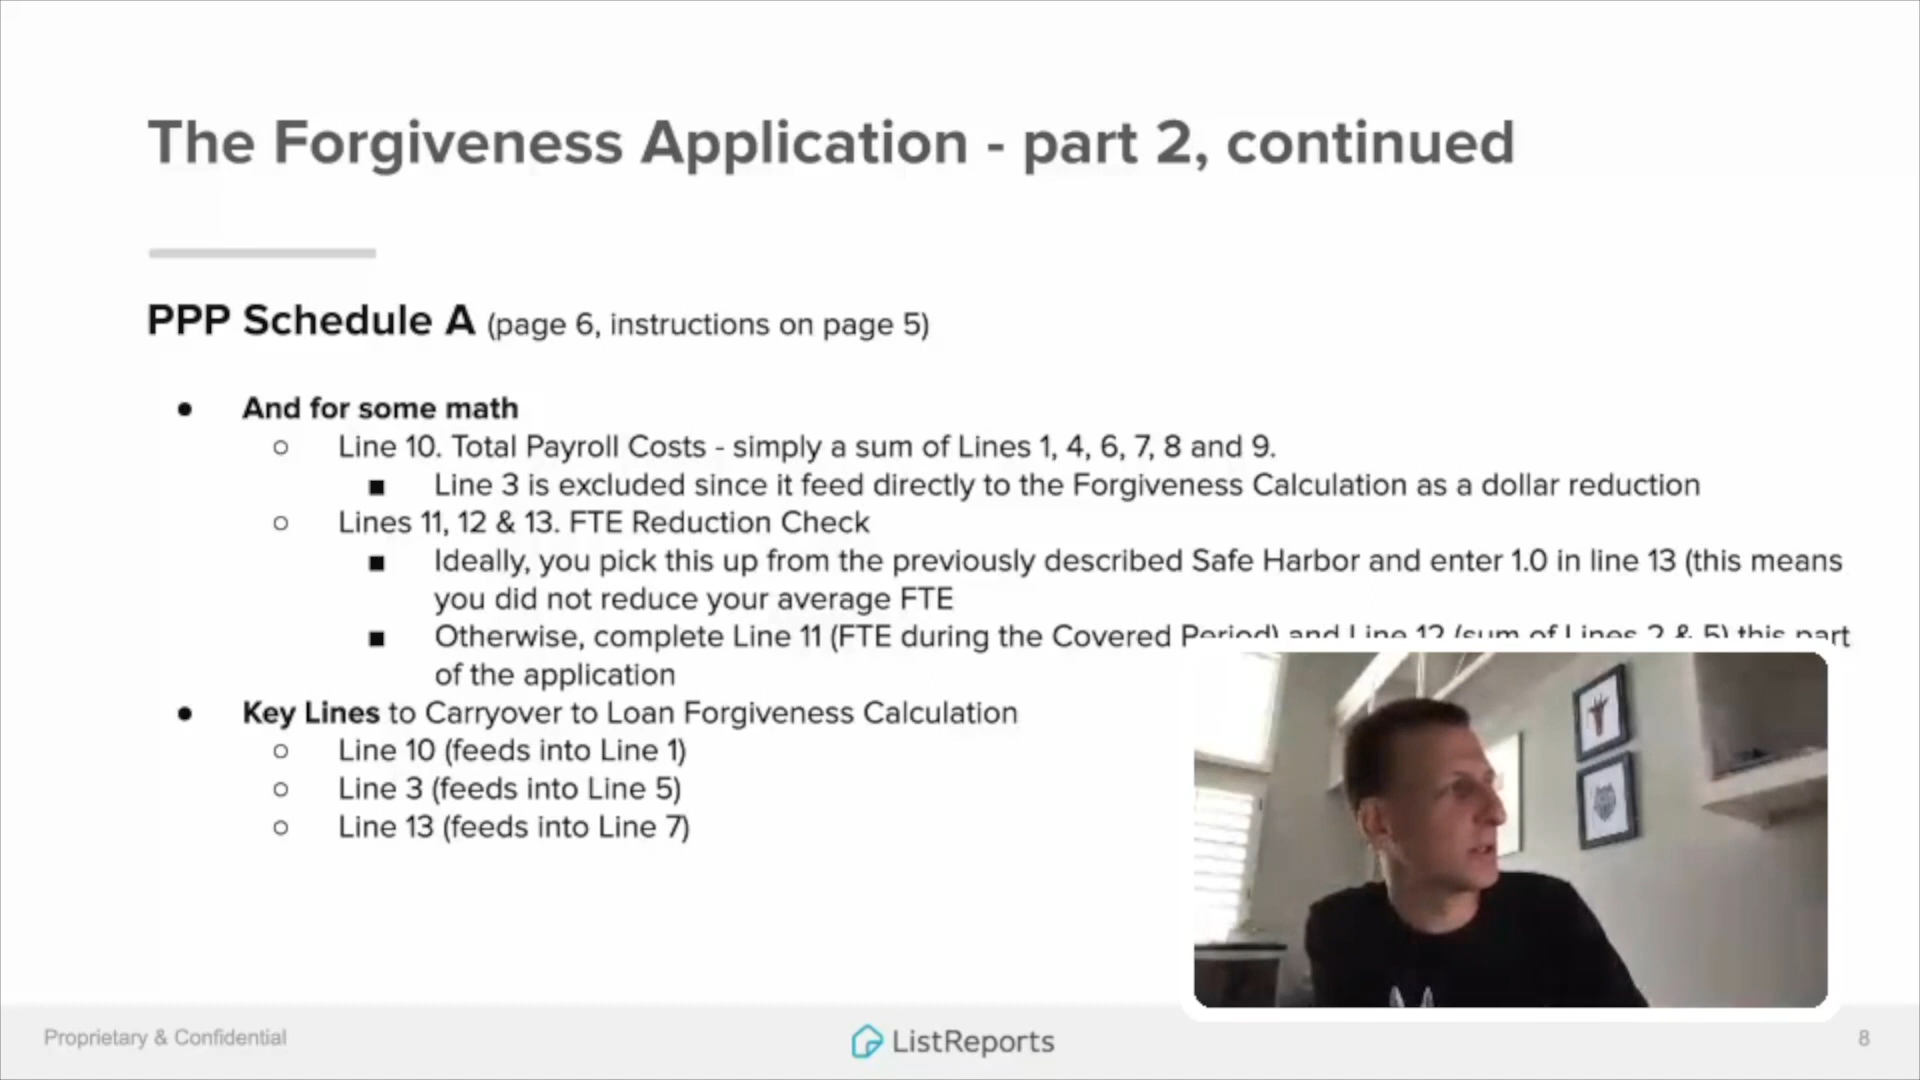 The Forgiveness Application - part 2, continued
PPP Schedule A (page 6, instructions on page 5)
● And for some math
○ Line 10. Total Payroll Costs - simply a sum of Lines 1, 4, 6, 7, 8 and 9.
■ Line 3 is excluded since it feed directly to the Forgiveness Calculation as a dollar reduction
○ Lines 11, 12 & 13. FTE Reduction Check
■ Ideally, you pick this up from the previously described Safe Harbor and enter 1.0 in line 13 (this means
you did not reduce your average FTE
■ Otherwise, complete Line 11 (FTE during the Covered Period) and Line 12 (sum of Lines 2 & 5) this part
of the application
● Key Lines to Carryover to Loan Forgiveness Calculation
○ Line 10 (feeds into Line 1)
○ Line 3 (feeds into Line 5)
○ Line 13 (feeds into Line 7)
Proprietary & Confidential
ListReports
8